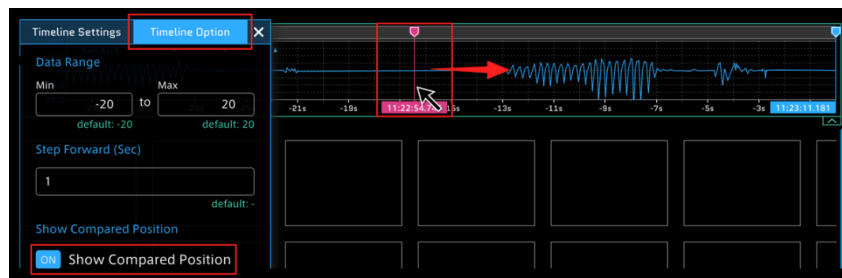 Timeline Settings
Timeline Option
Data Range
Min
Max
-20
to
20
default: -20
default: 20
Step Forward (Sec)
1
default: -
Show Compared Position
ON
Show Compared Position
-21s
-19s
15s
-13s
-11s
-9s
-7s
-5s
-3s
11:23:11.181